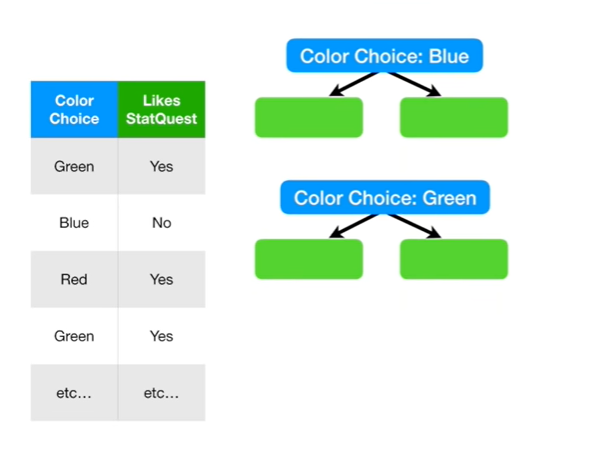 Color Choice: Blue
Color Choice
Likes StatQuest
Green Yes
Blue No
Color Choice: Green
Red Yes
Green Yes
etc... etc...